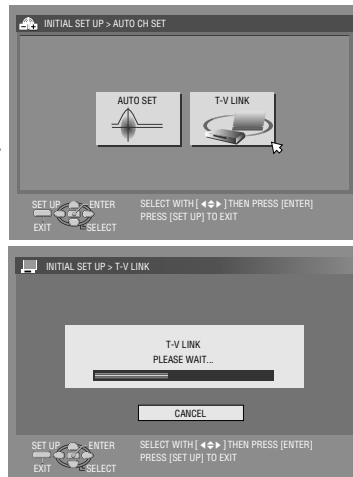 INITIAL SET UP > AUTO CH SET
AUTO SET
T-V LINK
SET UP
ENTER
EXIT
SELECT
SELECT WITH [ ] THEN PRESS [ENTER]
PRESS [SET UP] TO EXIT
INITIAL SET UP > T-V LINK
T-V LINK
PLEASE WAIT...
CANCEL
SET UP
ENTER
EXIT
SELECT
SELECT WITH [ ] THEN PRESS [ENTER]
PRESS [SET UP] TO EXIT